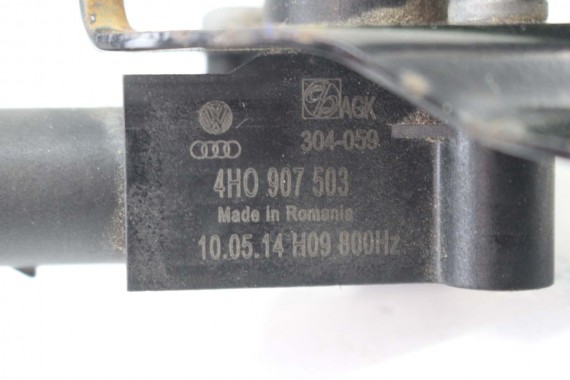 AGK
304-059
4H0 907 503
Made in Romania
10.05.14 H09 800Hz